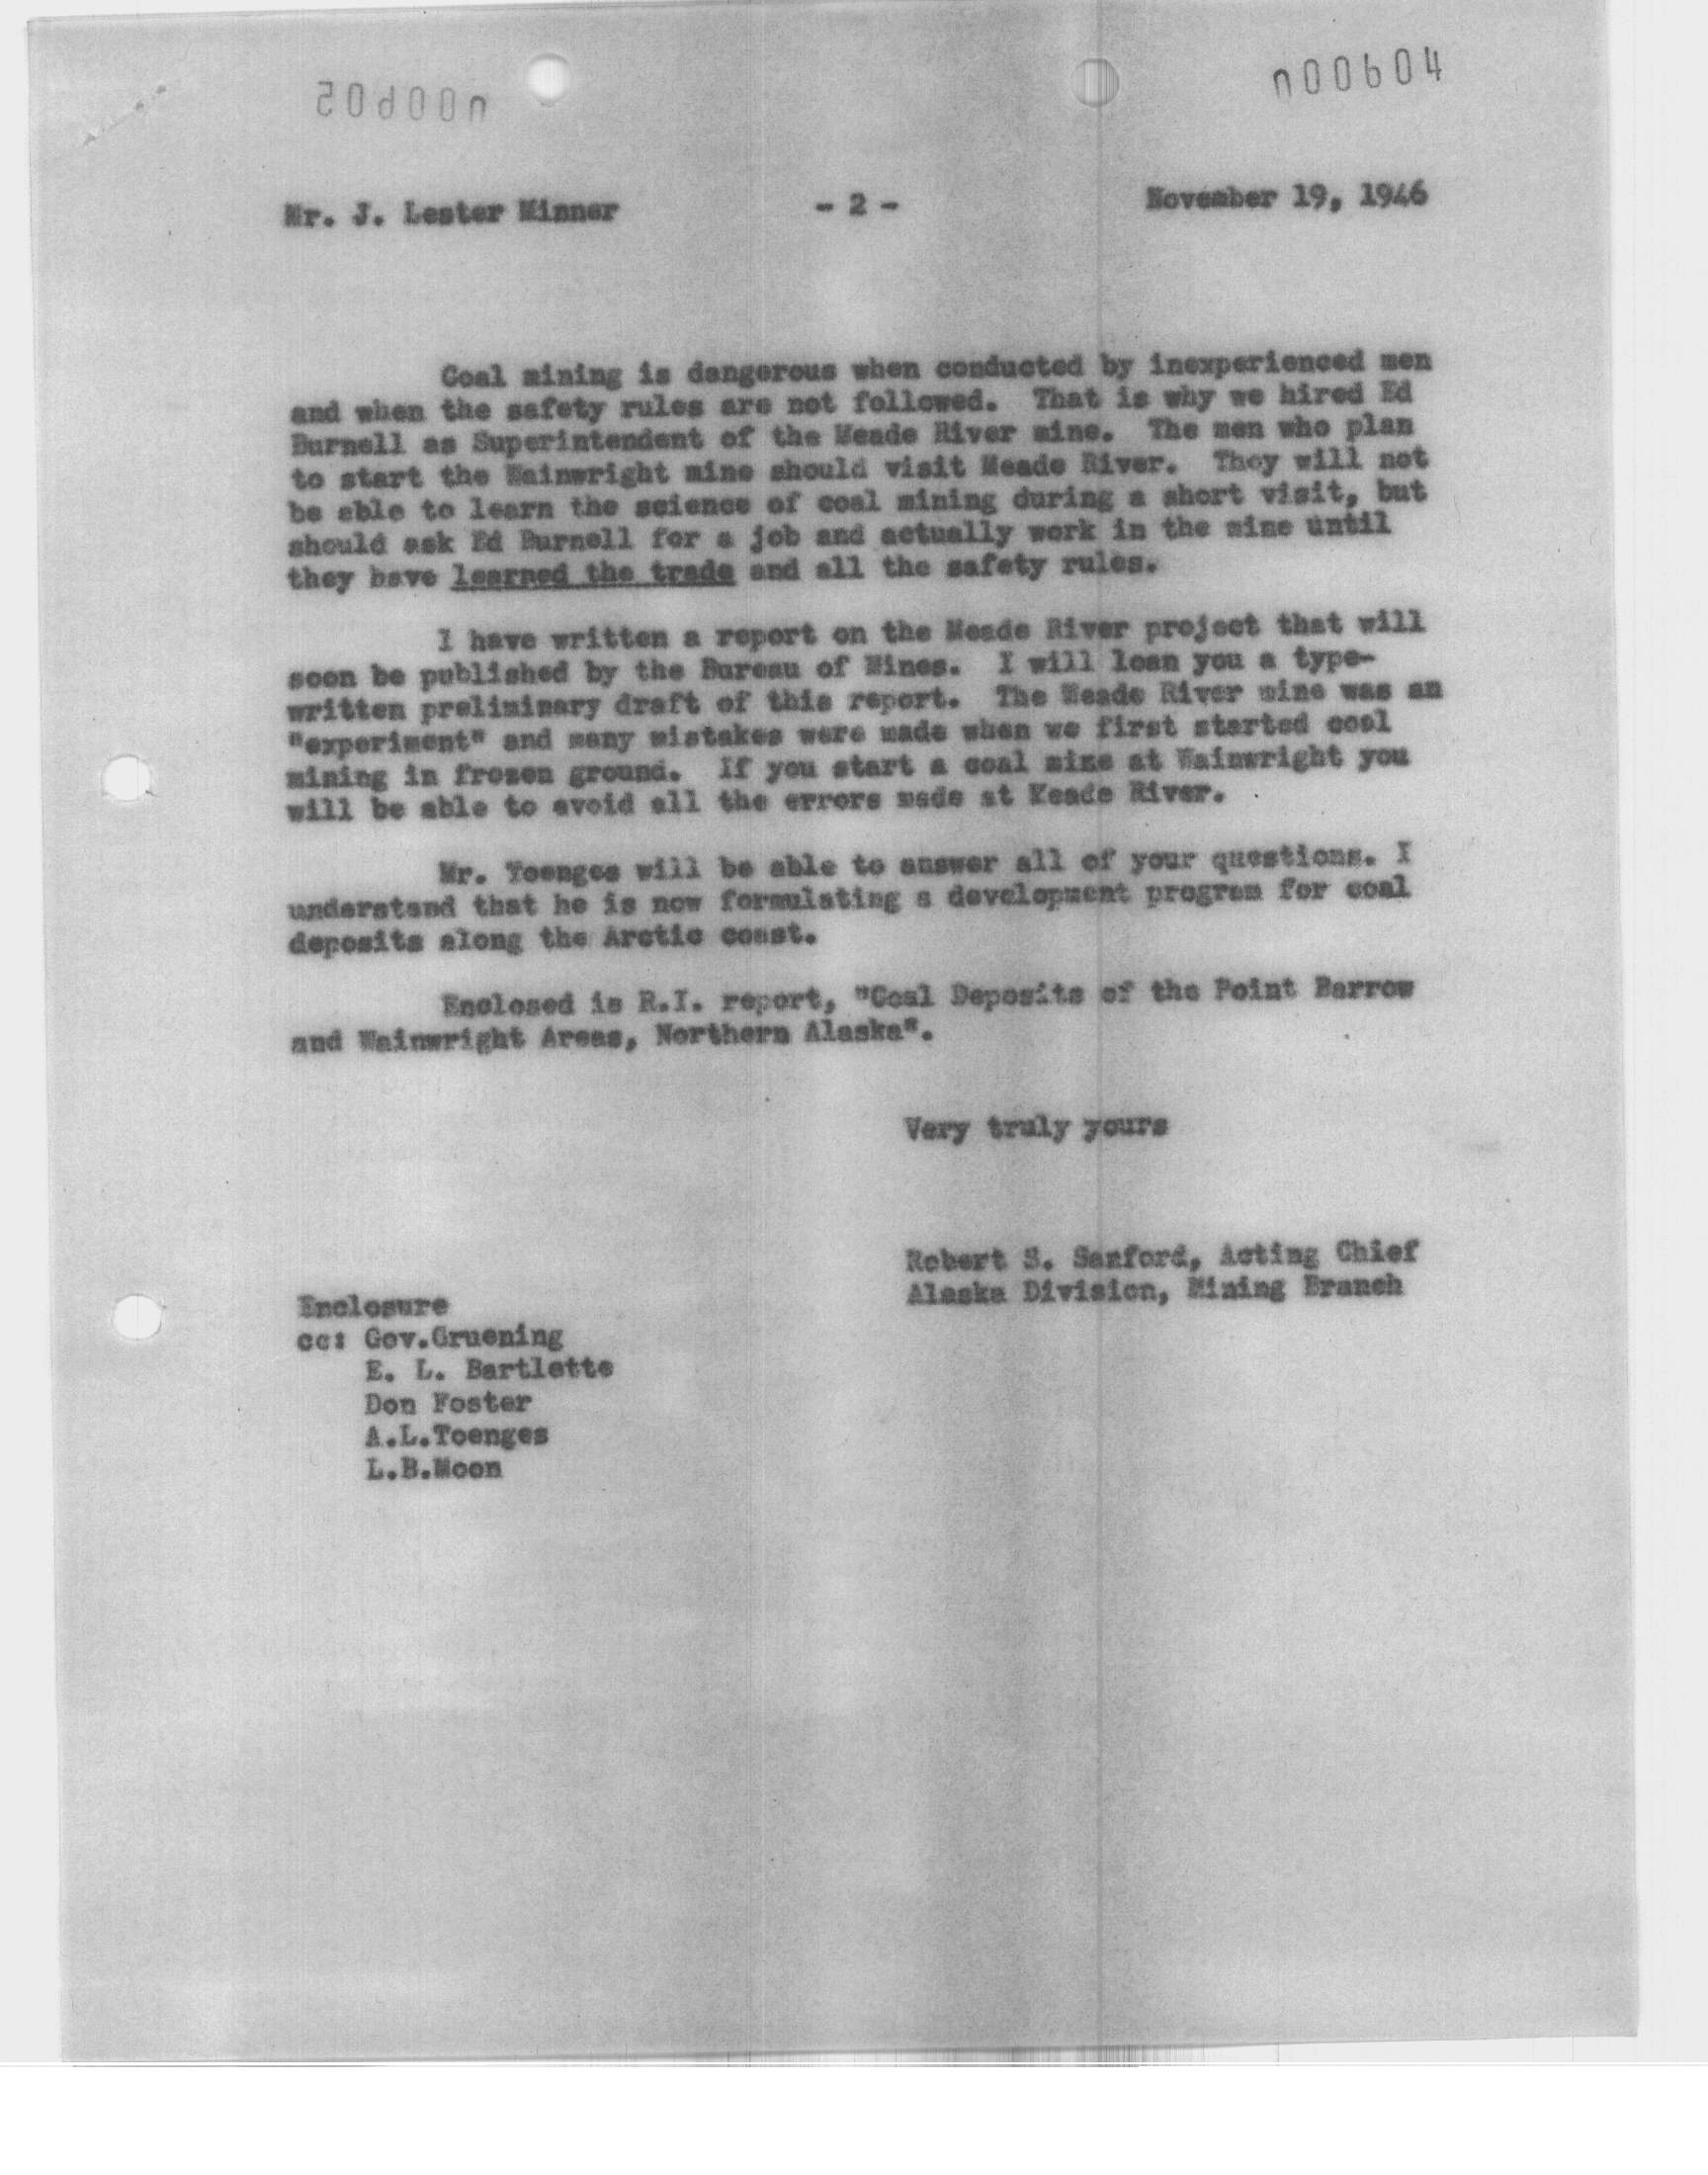 n00604
Mr. J. Lester Minner - 2 - November 19, 1946
Coal mining is dangerous when conducted by inexperienced men
and when the safety rules are not followed. That is why we hired Ed
Burnell as Superintendent of the Meade River mine. The men who plan
to start the Wainwright mine should visit Meade River. They will not
be able to learn the science of coal mining during a short visit, but
should ask Ed Burnell for a job and actually work in the mine until
they have learned the trade and all the safety rules.
I have written a report on the Meade River project that will
soon be published by the Bureau of Mines. I will loan you a type-
written preliminary draft of this report. The Meade River mine was an
"experiment" and many mistakes were made when we first started coal
mining in frozen ground. If you start a coal mine at Wainwright you
will be able to avoid all the errors made at Meade River.
Mr. Toenges will be able to answer all of your questions. I
understand that he is now formulating a development program for coal
deposits along the Arctic coast.
Enclosed is R.I. report, "Coal Deposits of the Point Barrow
and Wainwright Areas, Northern Alaska".
Very truly yours
Robert S. Sanford, Acting Chief
Alaska Division, Mining Branch
Enclosure
cc: Gov.Gruening
E. L. Bartlette
Don Foster
A.L.Toenges
L.B.Moon